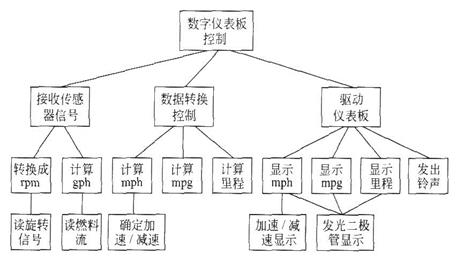 数字仪表板
控制
接收传感
器信号
数据转换
控制
驱动
仪表板
转换成
rpm
计算
gph
计算
mph
计算
mpg
计算
里程
显示
mph
显示
mpg
显示
里程
发出
铃声
读旋转
信号
读燃料
流
确定加
速/减速
加速/减
速显示
发光二极
管显示